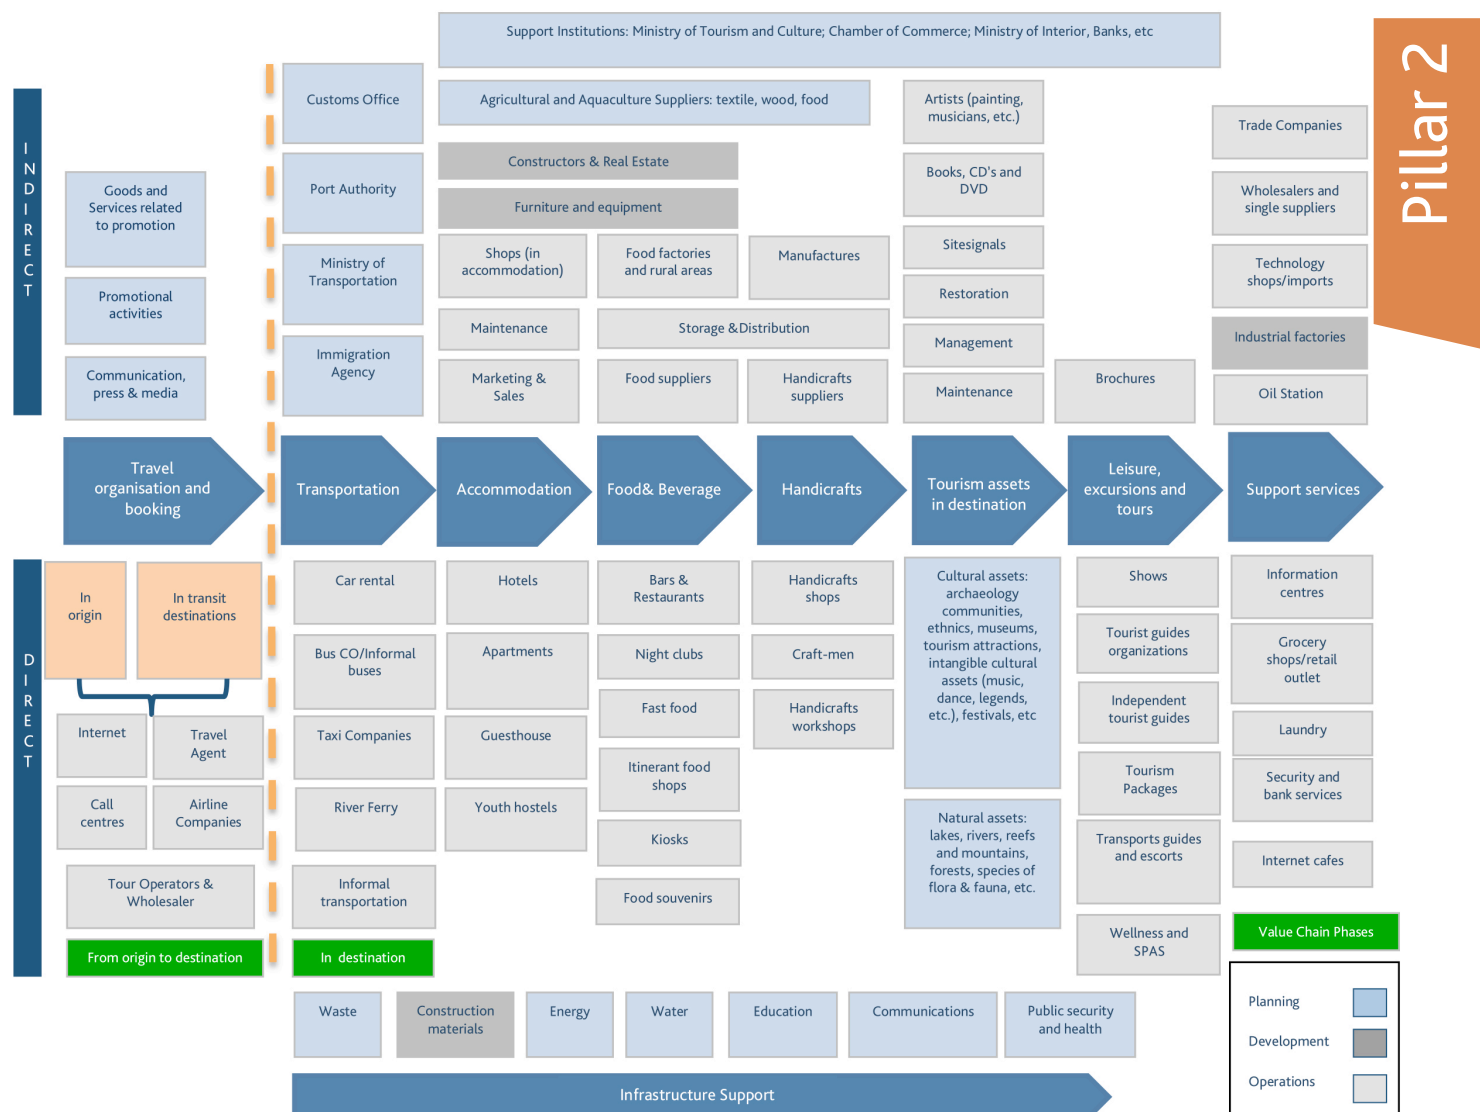 Support Institutions: Ministry of Tourism and Culture; Chamber of Commerce; Ministry of Interior, Banks, etc
Pillar 2
INDIRECT
Goods and
Services related
to promotion
Promotional
activities
Communication,
press & media
Customs Office
Port Authority
Ministry of
Transportation
Immigration
Agency
Agricultural and Aquaculture Suppliers: textile, wood, food
Constructors & Real Estate
Furniture and equipment
Shops (in
accommodation)
Food factories
and rural areas
Manufactures
Maintenance
Storage &Distribution
Marketing &
Sales
Food suppliers
Handicrafts
suppliers
Artists (painting,
musicians, etc.)
Books, CD's and
DVD
Sitesignals
Restoration
Management
Maintenance
Brochures
Trade Companies
Wholesalers and
single suppliers
Technology
shops/imports
Industrial factories
Oil Station
Travel
organisation and
booking
Transportation
Accommodation
Food& Beverage
Handicrafts
Tourism assets
in destination
Leisure,
excursions and
tours
Support services
DIRECT
In
origin
In transit
destinations
Internet
Travel
Agent
Call
centres
Airline
Companies
Tour Operators &
Wholesaler
From origin to destination
Car rental
Bus CO/Informal
buses
Taxi Companies
River Ferry
Informal
transportation
In destination
Hotels
Apartments
Guesthouse
Youth hostels
Bars &
Restaurants
Night clubs
Fast food
Itinerant food
shops
Kiosks
Food souvenirs
Handicrafts
shops
Craft-men
Handicrafts
workshops
Cultural assets:
archaeology
communities,
ethnics, museums,
tourism attractions,
intangible cultural
assets (music,
dance, legends,
etc.), festivals, etc
Natural assets:
lakes, rivers, reefs
and mountains,
forests, species of
flora & fauna, etc.
Shows
Tourist guides
organizations
Independent
tourist guides
Tourism
Packages
Transports guides
and escorts
Wellness and
SPAS
Information
centres
Grocery
shops/retail
outlet
Laundry
Security and
bank services
Internet cafes
Value Chain Phases
Planning
Development
Operations
Waste
Construction
materials
Energy
Water
Education
Communications
Public security
and health
Infrastructure Support